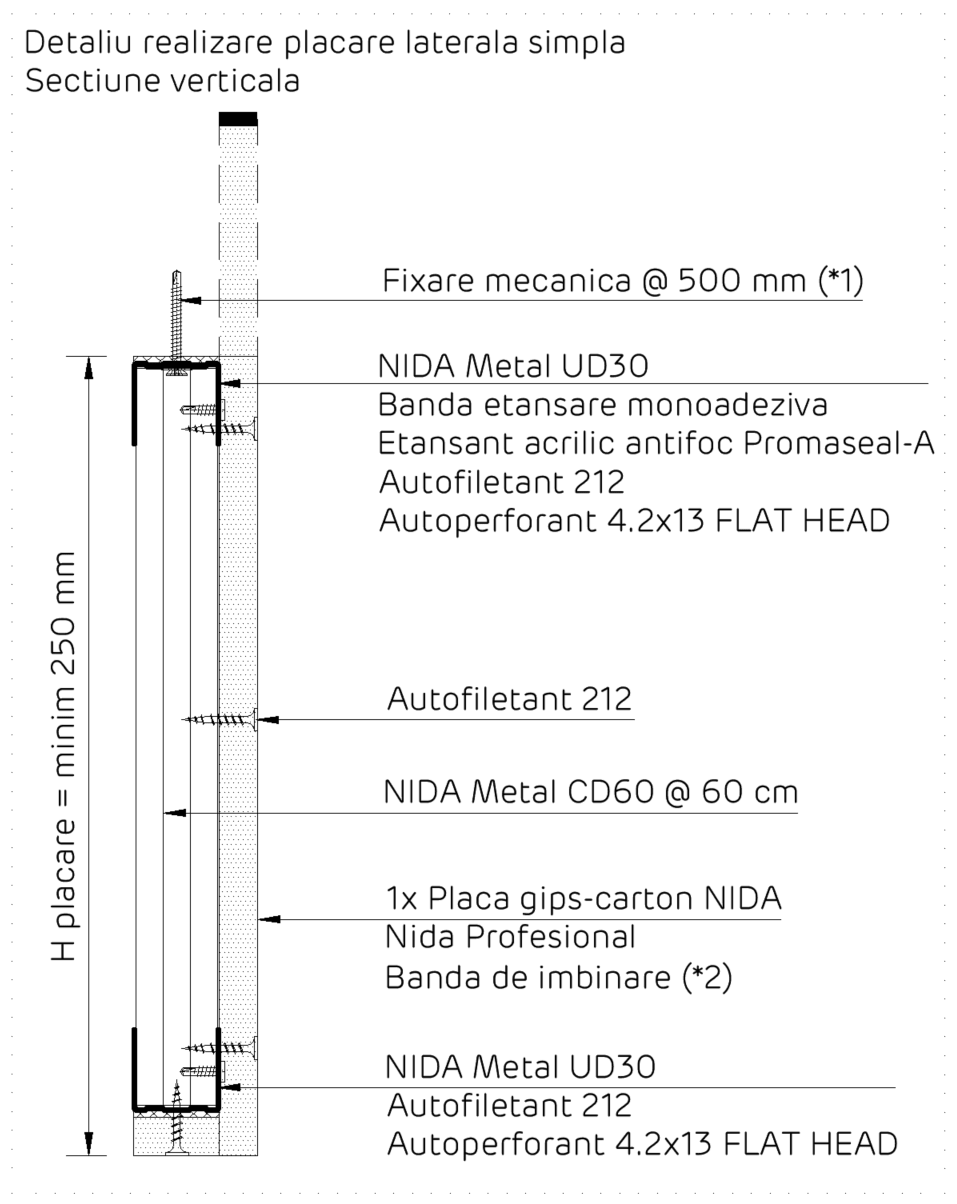 Detaliu realizare placare laterala simpla
Sectiune verticala
Fixare mecanica @ 500 mm (*1)
NIDA Metal UD30
Banda etansare monoadeziva
Etansant acrilic antifoc Promaseal-A
Autofiletant 212
Autoperforant 4.2x13 FLAT HEAD
H placare = minim 250 mm
Autofiletant 212
NIDA Metal CD60 @ 60 cm
1x Placa gips-carton NIDA
Nida Profesional
Banda de imbinare (*2)
NIDA Metal UD30
Autofiletant 212
Autoperforant 4.2x13 FLAT HEAD